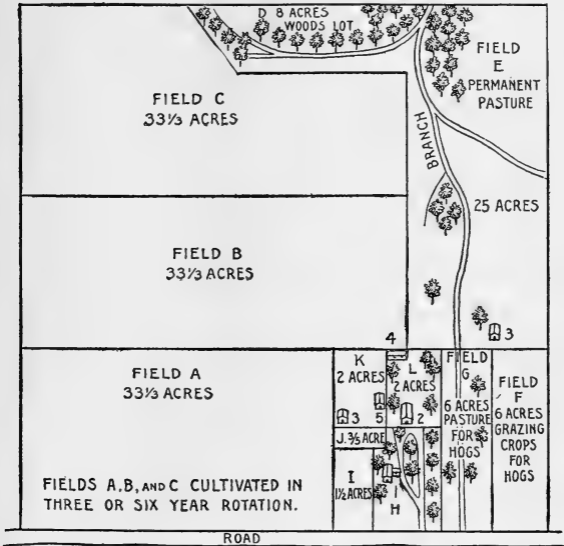 D 8 ACRES
WOODS LOT
FIELD
E
PERMANENT
PASTURE
FIELD C
33⅓ ACRES
BRANCH
25 ACRES
FIELD B
33⅓ ACRES
3
4
FIELD A
33⅓ ACRES
K
2 ACRES
L
2 ACRES
FIELD
G
6 ACRES
PASTURE
FOR
HOGS
FIELD
F
6 ACRES
GRAZING
CROPS
FOR
HOGS
3
5
2
J. ⅗ ACRE
I
1½ ACRES
1
H
FIELDS A, B, AND C CULTIVATED IN
THREE OR SIX YEAR ROTATION.
ROAD